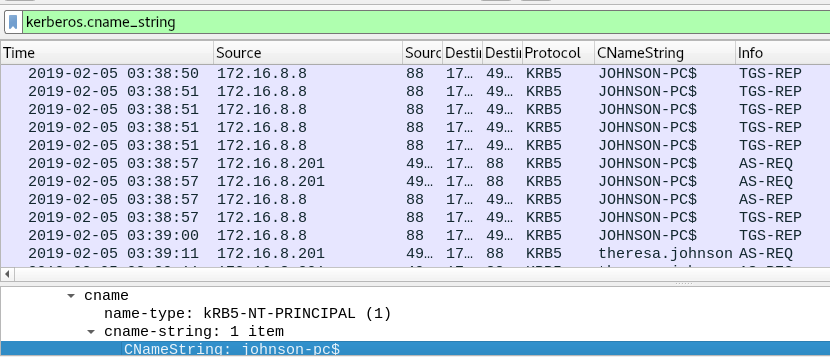 kerberos.cname_string
Time Source Sourc Destin Destin Protocol CNameString Info
2019-02-05 03:38:50 172.16.8.8 88 17… 49… KRB5 JOHNSON-PC$ TGS-REP
2019-02-05 03:38:51 172.16.8.8 88 17… 49… KRB5 JOHNSON-PC$ TGS-REP
2019-02-05 03:38:51 172.16.8.8 88 17… 49… KRB5 JOHNSON-PC$ TGS-REP
2019-02-05 03:38:51 172.16.8.8 88 17… 49… KRB5 JOHNSON-PC$ TGS-REP
2019-02-05 03:38:51 172.16.8.8 88 17… 49… KRB5 JOHNSON-PC$ TGS-REP
2019-02-05 03:38:57 172.16.8.201 49… 17… 88 KRB5 JOHNSON-PC$ AS-REQ
2019-02-05 03:38:57 172.16.8.201 49… 17… 88 KRB5 JOHNSON-PC$ AS-REQ
2019-02-05 03:38:57 172.16.8.8 88 17… 49… KRB5 JOHNSON-PC$ AS-REP
2019-02-05 03:38:57 172.16.8.8 88 17… 49… KRB5 JOHNSON-PC$ TGS-REP
2019-02-05 03:39:00 172.16.8.8 88 17… 49… KRB5 JOHNSON-PC$ TGS-REP
2019-02-05 03:39:11 172.16.8.201 49… 17… 88 KRB5 theresa.johnson AS-REQ
cname
name-type: kRB5-NT-PRINCIPAL (1)
cname-string: 1 item
CNameString: johnson-pc$